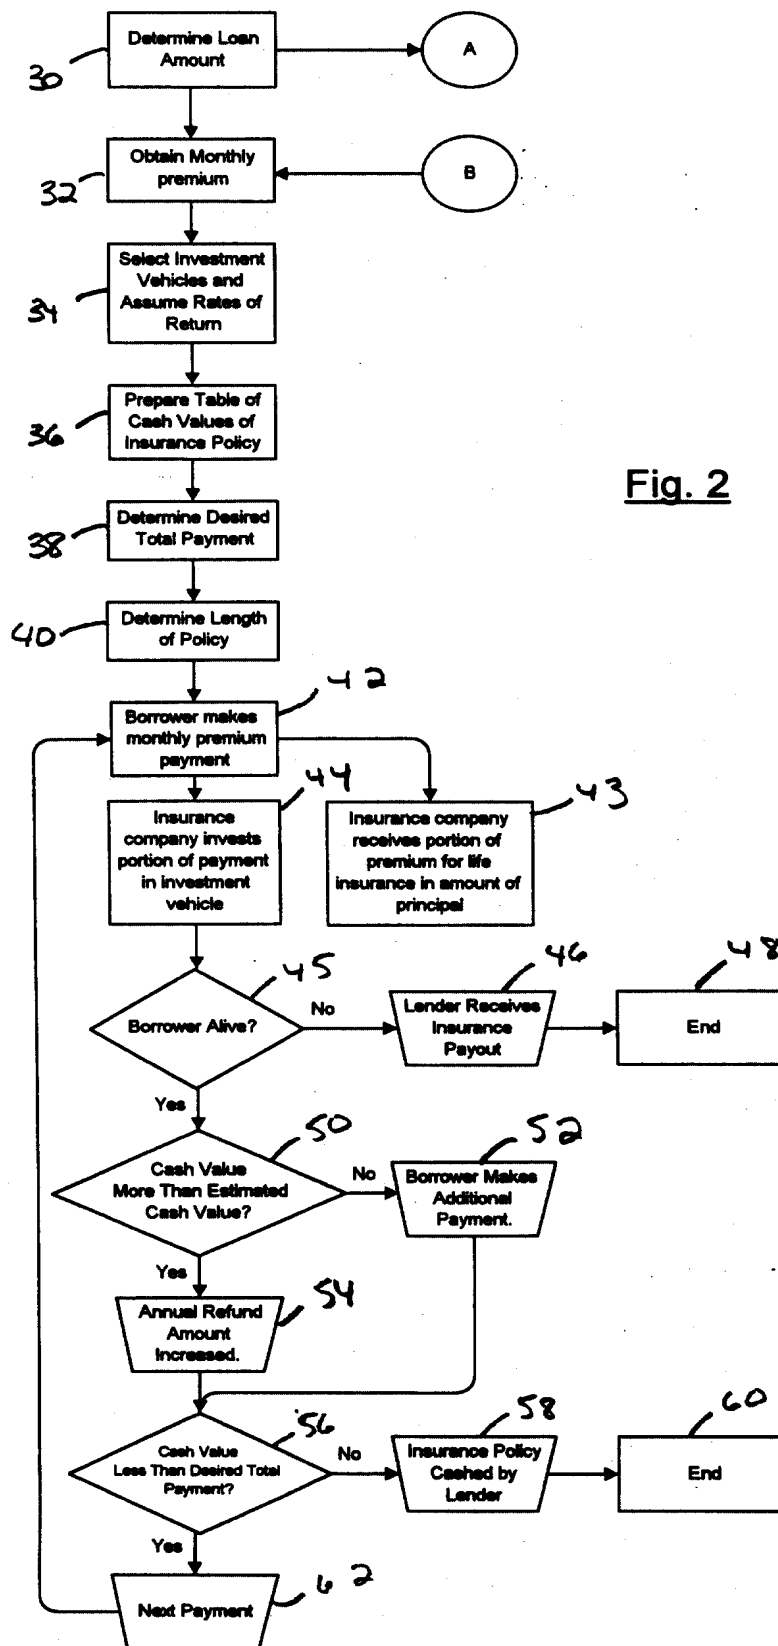 Determine Loan
Amount
A
30
Obtain Monthly
premium
B
32
Select Investment
Vehicles and
Assume Rates of
Return
34
Prepare Table of
Cash Values of
Insurance Policy
36
Fig. 2
Determine Desired
Total Payment
38
Determine Length
of Policy
40
42
Borrower makes
monthly premium
payment
44
43
Insurance
company invests
portion of payment
in investment
vehicle
Insurance company
receives portion of
premium for life
insurance in amount of
principal
45
46
48
Borrower Alive?
No
Lender Receives
Insurance
Payout
End
Yes
50
52
Cash Value
More Than Estimated
Cash Value?
No
Borrower Makes
Additional
Payment.
Yes
54
Annual Refund
Amount
Increased.
56
58
60
Cash Value
Less Than Desired Total
Payment?
No
Insurance Policy
Cashed by
Lender
End
Yes
62
Next Payment